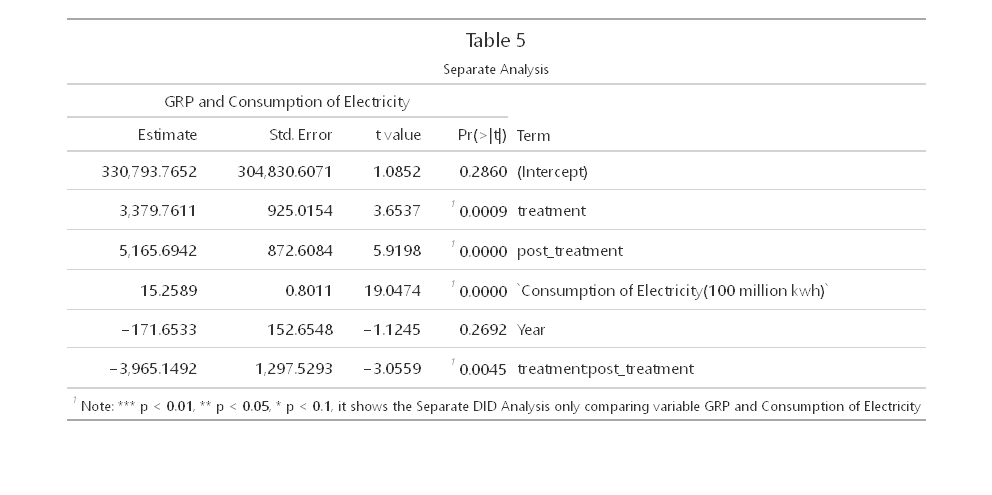 Table 5
Separate Analysis
GRP and Consumption of Electricity
Estimate Std. Error t value Pr(>|t|) Term
330,793.7652 304,830.6071 1.0852 0.2860 (Intercept)
3,379.7611 925.0154 3.6537 1 0.0009 treatment
5,165.6942 872.6084 5.9198 1 0.0000 post_treatment
15.2589 0.8011 19.0474 1 0.0000 `Consumption of Electricity(100 million kwh)`
−171.6533 152.6548 −1.1245 0.2692 Year
−3,965.1492 1,297.5293 −3.0559 1 0.0045 treatment:post_treatment
1 Note: *** p < 0.01, ** p < 0.05, * p < 0.1, it shows the Separate DID Analysis only comparing variable GRP and Consumption of Electricity